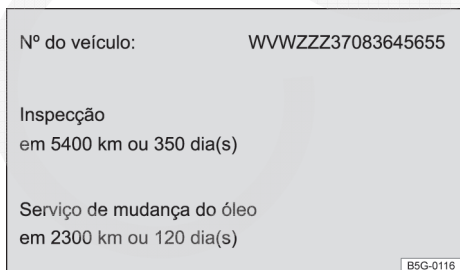 Nº do veículo: WVWZZZ37083645655
Inspecção
em 5400 km ou 350 dia(s)
Serviço de mudança do óleo
em 2300 km ou 120 dia(s)
B5G-0116